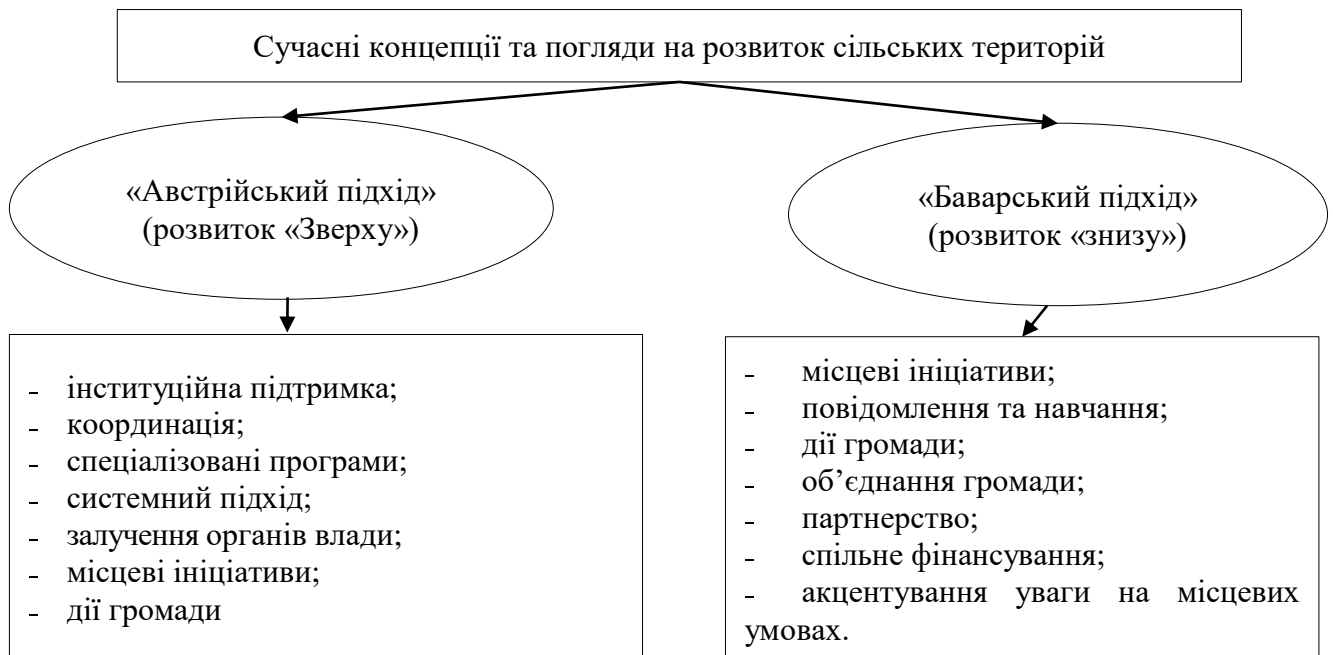 Сучасні концепції та погляди на розвиток сільських територій
«Австрійський підхід»
(розвиток «Зверху»)
«Баварський підхід»
(розвиток «знизу»)
- інституційна підтримка;
- координація;
- спеціалізовані програми;
- системний підхід;
- залучення органів влади;
- місцеві ініціативи;
- дії громади
- місцеві ініціативи;
- повідомлення та навчання;
- дії громади;
- об’єднання громади;
- партнерство;
- спільне фінансування;
- акцентування уваги на місцевих
умовах.